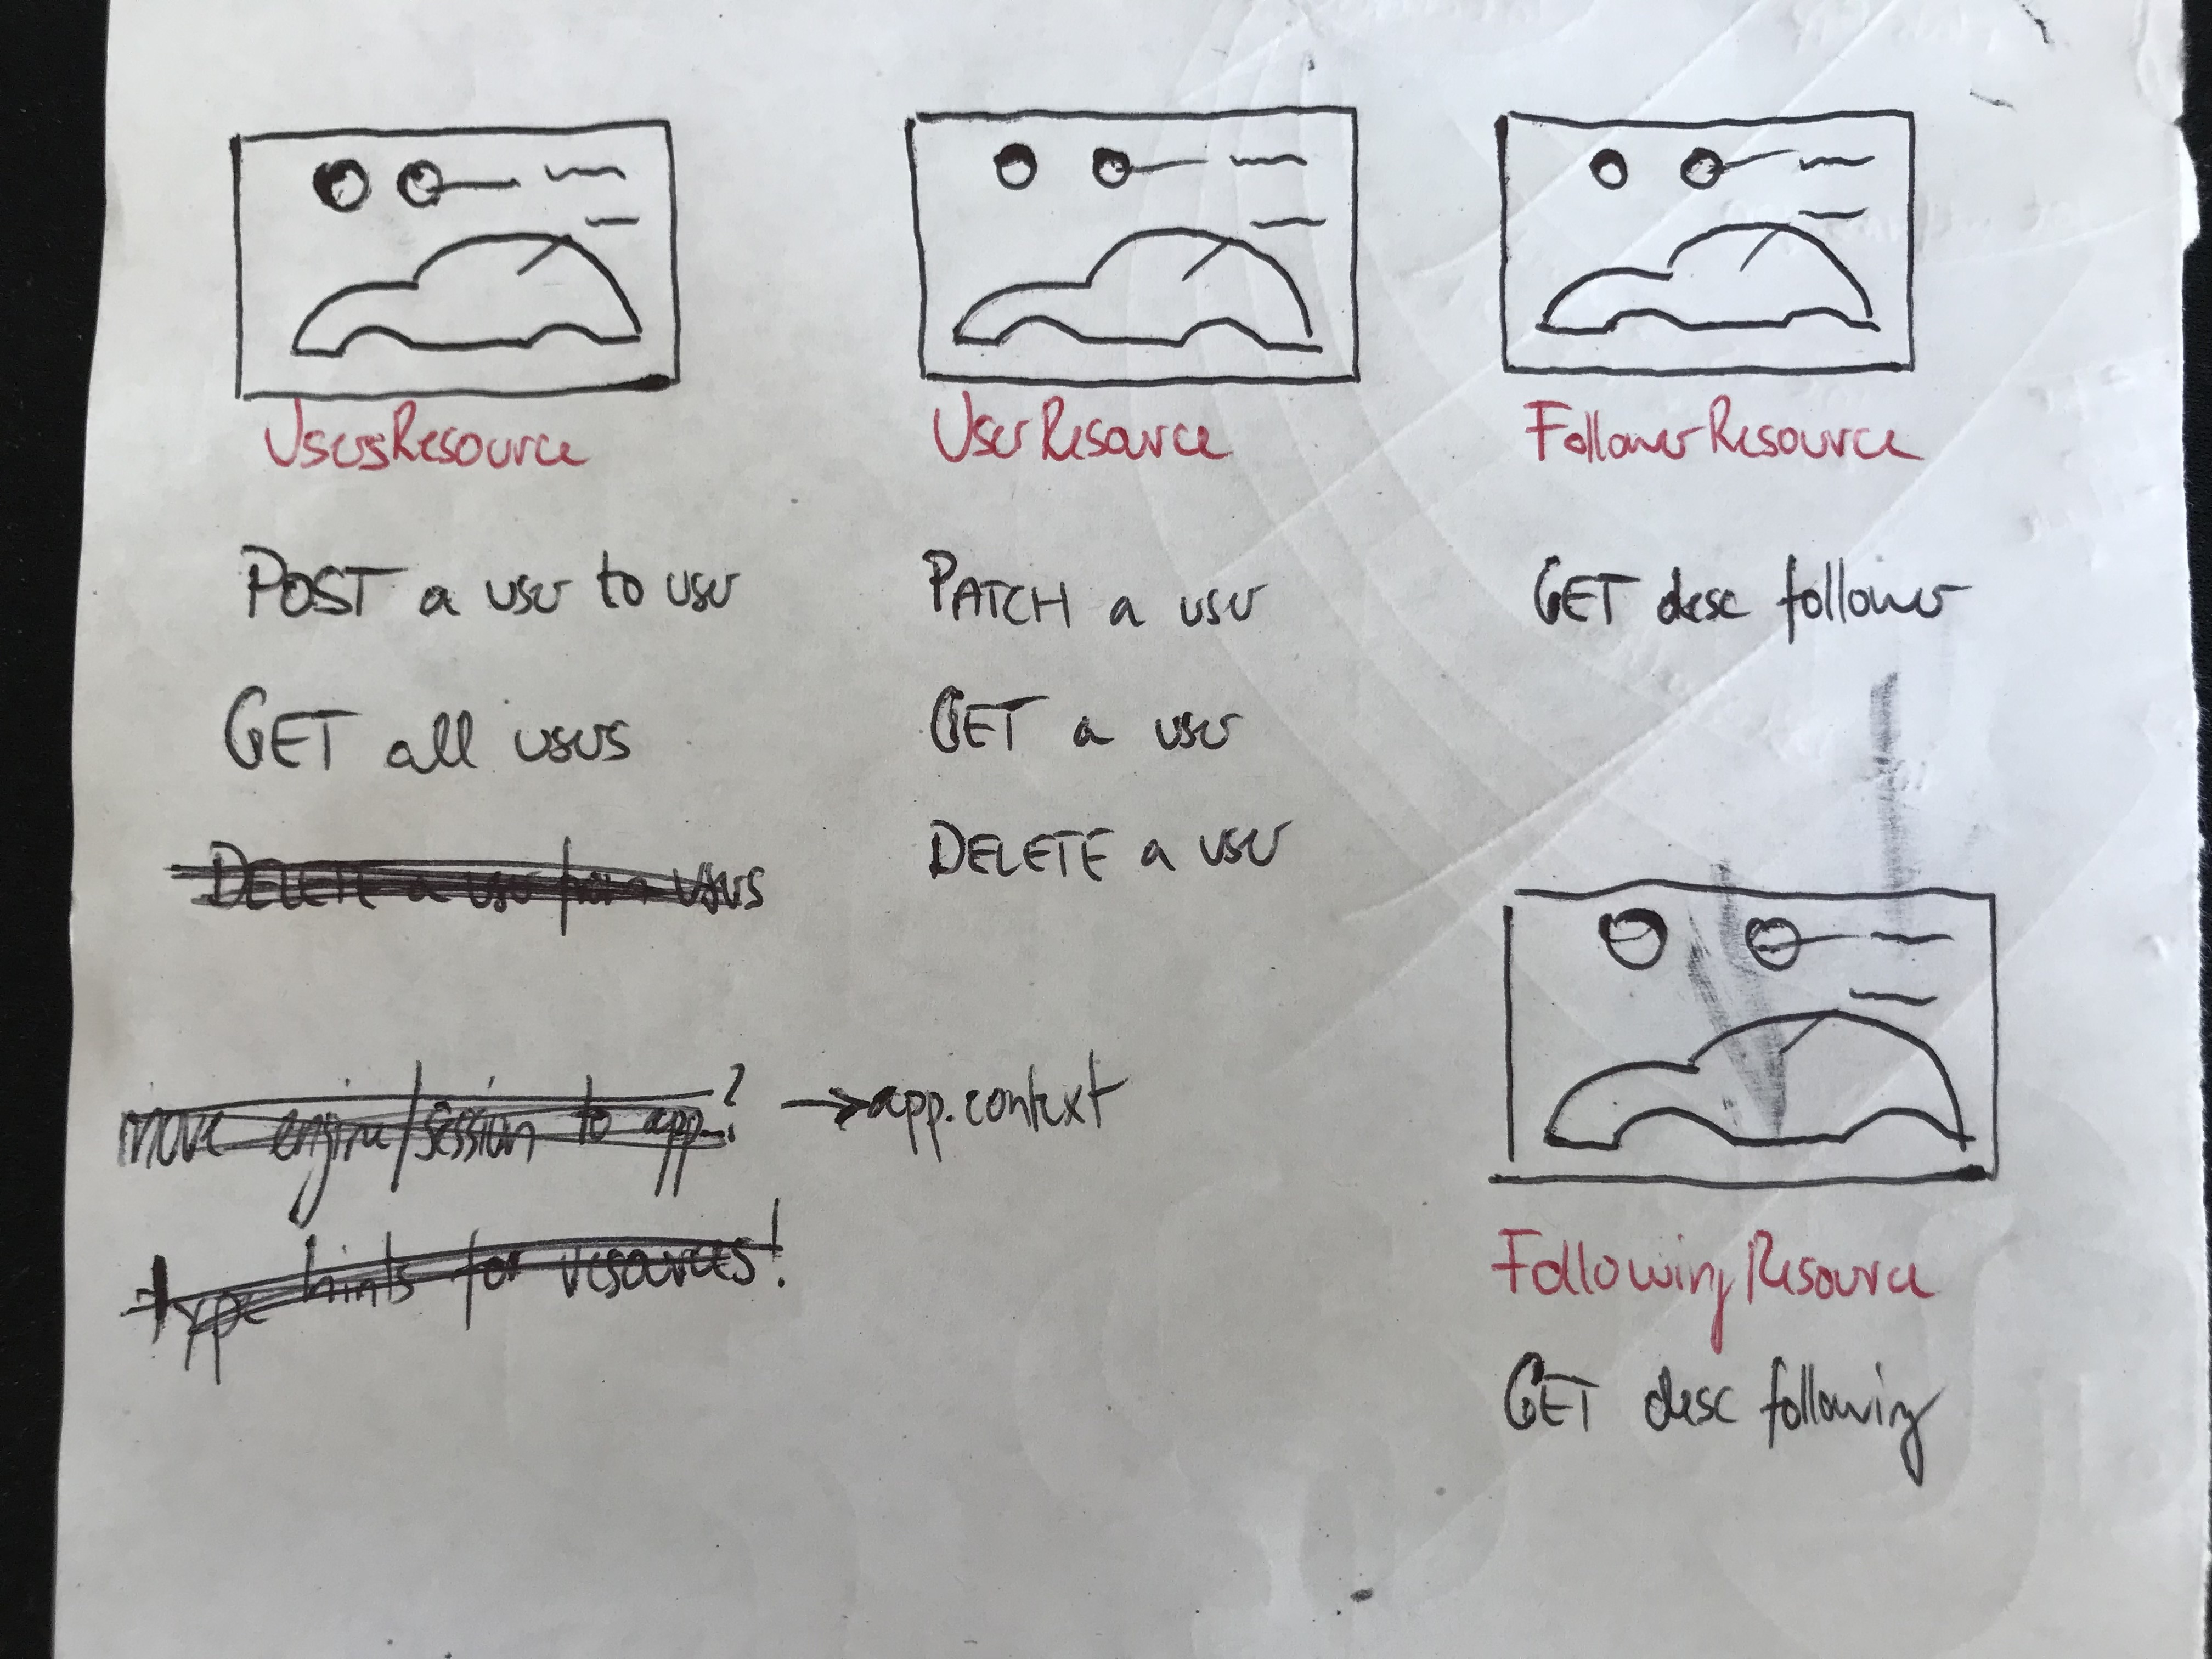 UsersResource
POST a user to user
GET all users
DELETE a user from users
move engine/session to app? → app.context
type hints for resources!
UserResource
PATCH a user
GET a user
DELETE a user
FollowerResource
GET desc follower
FollowingResource
GET desc following